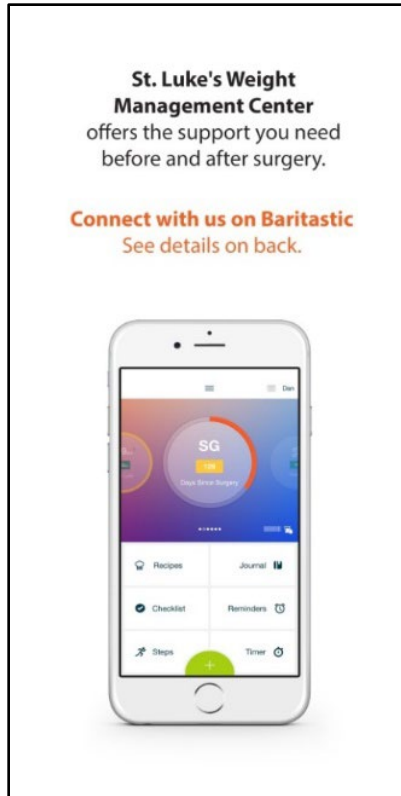 St. Luke's Weight
Management Center
offers the support you need
before and after surgery.
Connect with us on Baritastic
See details on back.
Dan
SG
Days Since Surgery
Recipes
Journal
Checklist
Reminders
Steps
Timer
+